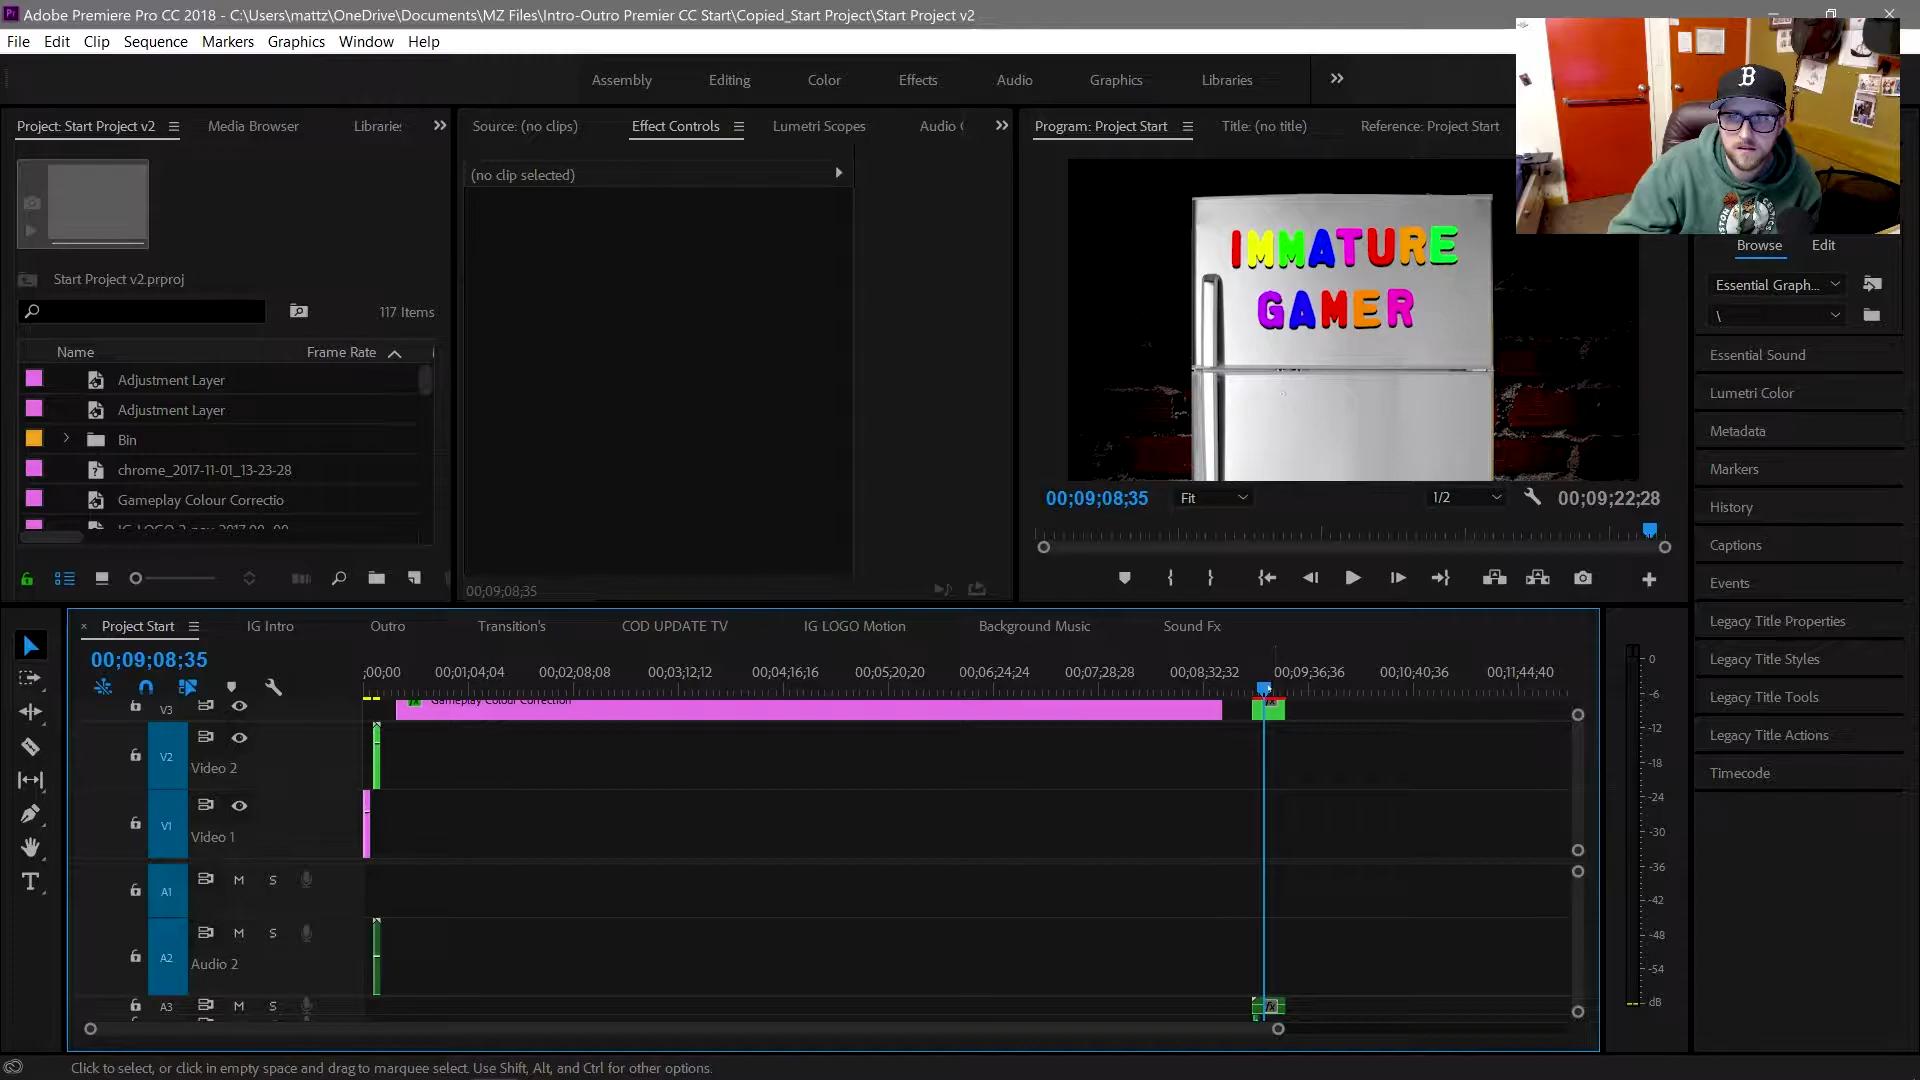 Adobe Premiere Pro CC 2018 - C:\Users\mattz\OneDrive\Documents\MZ Files\Intro-Outro Premier CC Start\Copied_Start Project\Start Project v2
File Edit Clip Sequence Markers Graphics Window Help
Assembly Editing Color Effects Audio Graphics Libraries
Project: Start Project v2 Media Browser Librarie
Source: (no clips) Effect Controls Lumetri Scopes Audio
Program: Project Start Title: (no title) Reference: Project Start
(no clip selected)
Start Project v2.prproj
117 Items
Name Frame Rate
Adjustment Layer
Adjustment Layer
Bin
chrome_2017-11-01_13-23-28
Gameplay Colour Correctio
00;09;08;35
IMMATURE
GAMER
B
00;09;08;35 Fit 1/2 00;09;22;28
Browse Edit
Essential Graph...
\
Essential Sound
Lumetri Color
Metadata
Markers
History
Captions
Events
Legacy Title Properties
Legacy Title Styles
Legacy Title Tools
Legacy Title Actions
Timecode
× Project Start IG Intro Outro Transition's COD UPDATE TV IG LOGO Motion Background Music Sound Fx
00;09;08;35
;00;00 00;01;04;04 00;02;08;08 00;03;12;12 00;04;16;16 00;05;20;20 00;06;24;24 00;07;28;28 00;08;32;32 00;09;36;36 00;10;40;36 00;11;44;40
V3 Gameplay Colour Correction fx
V2 Video 2
V1 Video 1
A1 M S
A2 M S
Audio 2
A3 M S fx
0
-6
-12
-18
-24
-30
-36
-42
-48
-54
dB
T
Click to select, or click in empty space and drag to marquee select. Use Shift, Alt, and Ctrl for other options.